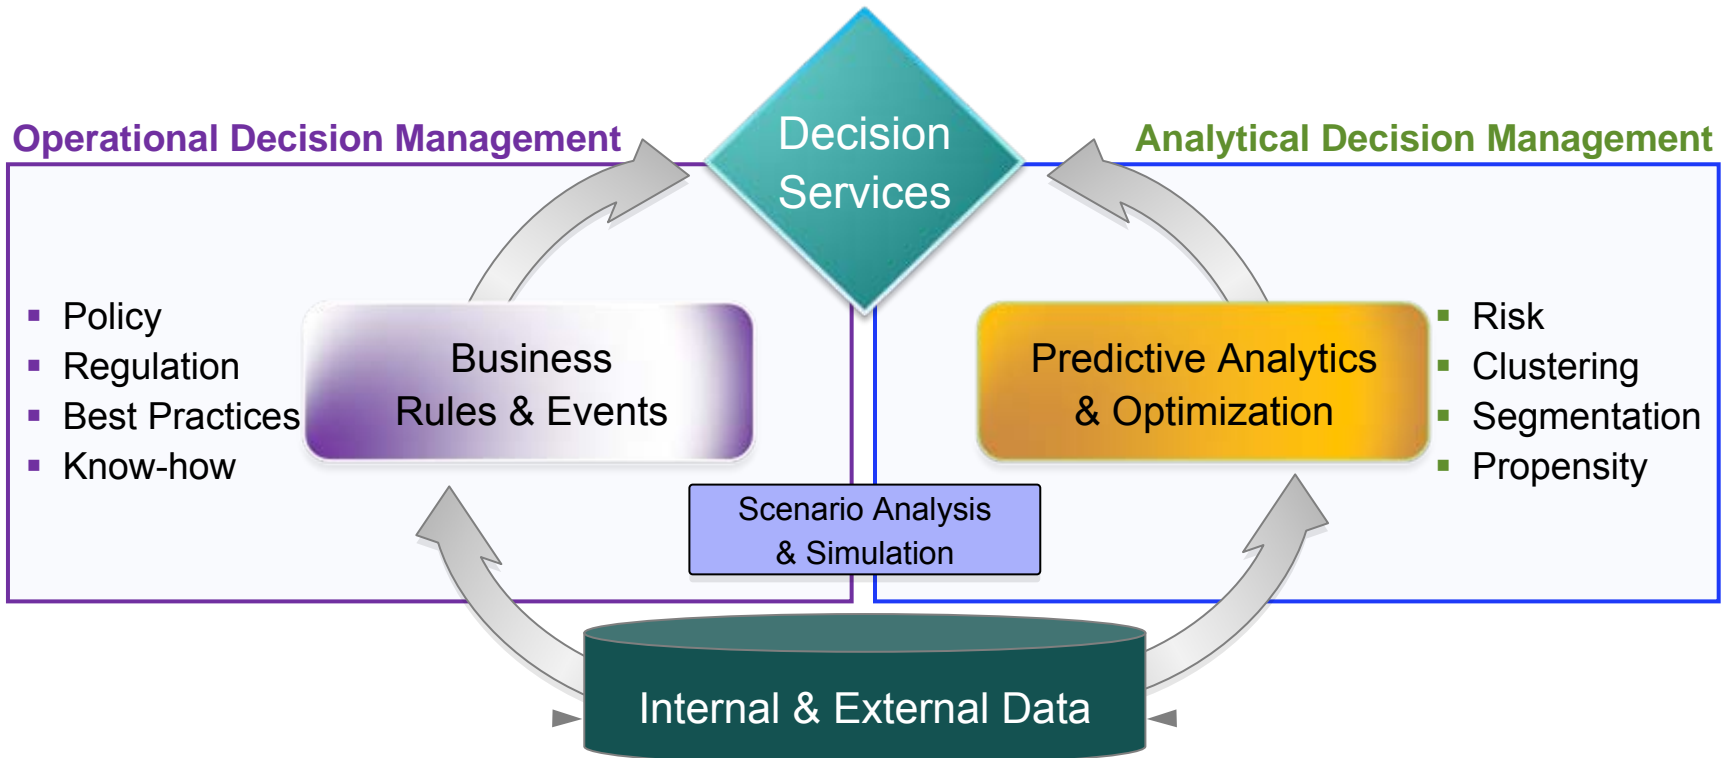 Decision
Services
Operational Decision Management
Analytical Decision Management
▪ Policy
▪ Regulation
▪ Best Practices
▪ Know-how
Business
Rules & Events
Predictive Analytics
& Optimization
▪ Risk
▪ Clustering
▪ Segmentation
▪ Propensity
Scenario Analysis
& Simulation
Internal & External Data